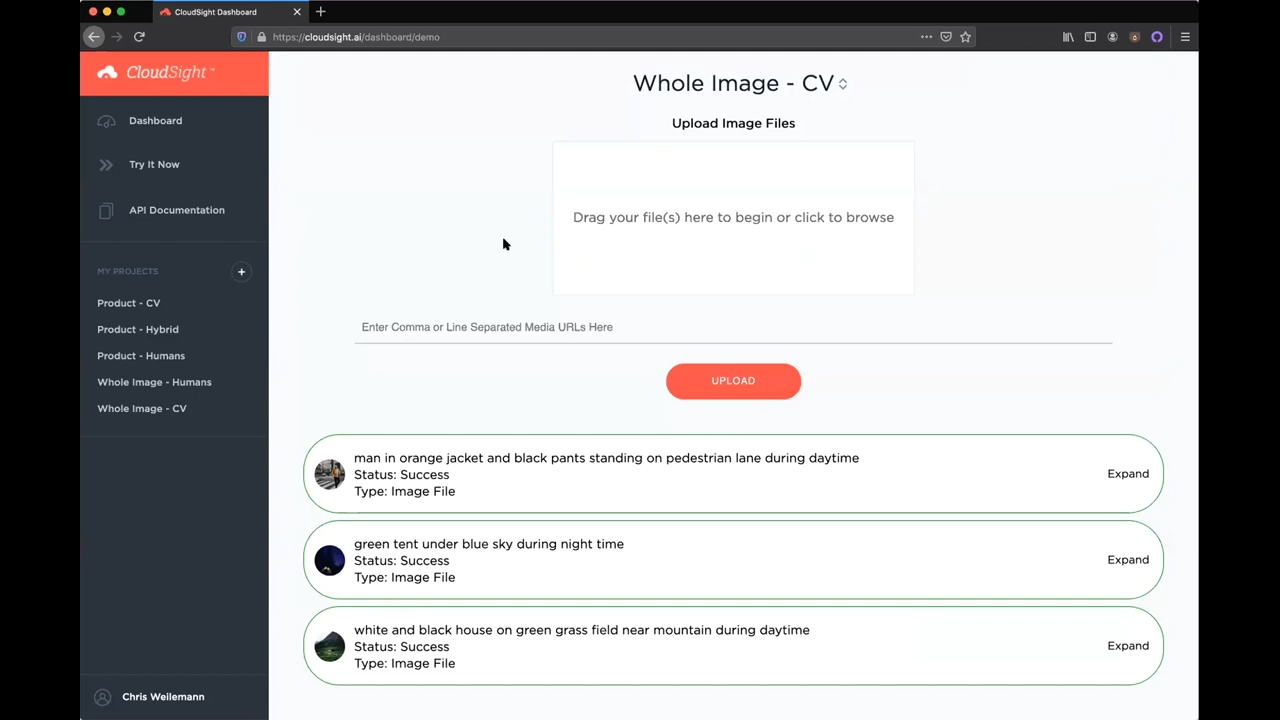 CloudSight Dashboard
https://cloudsight.ai/dashboard/demo
CloudSight™
Dashboard
Try It Now
API Documentation
MY PROJECTS
Product - CV
Product - Hybrid
Product - Humans
Whole Image - Humans
Whole Image - CV
Chris Weilemann
Whole Image - CV
Upload Image Files
Drag your file(s) here to begin or click to browse
Enter Comma or Line Separated Media URLs Here
UPLOAD
man in orange jacket and black pants standing on pedestrian lane during daytime
Status: Success
Type: Image File
Expand
green tent under blue sky during night time
Status: Success
Type: Image File
Expand
white and black house on green grass field near mountain during daytime
Status: Success
Type: Image File
Expand